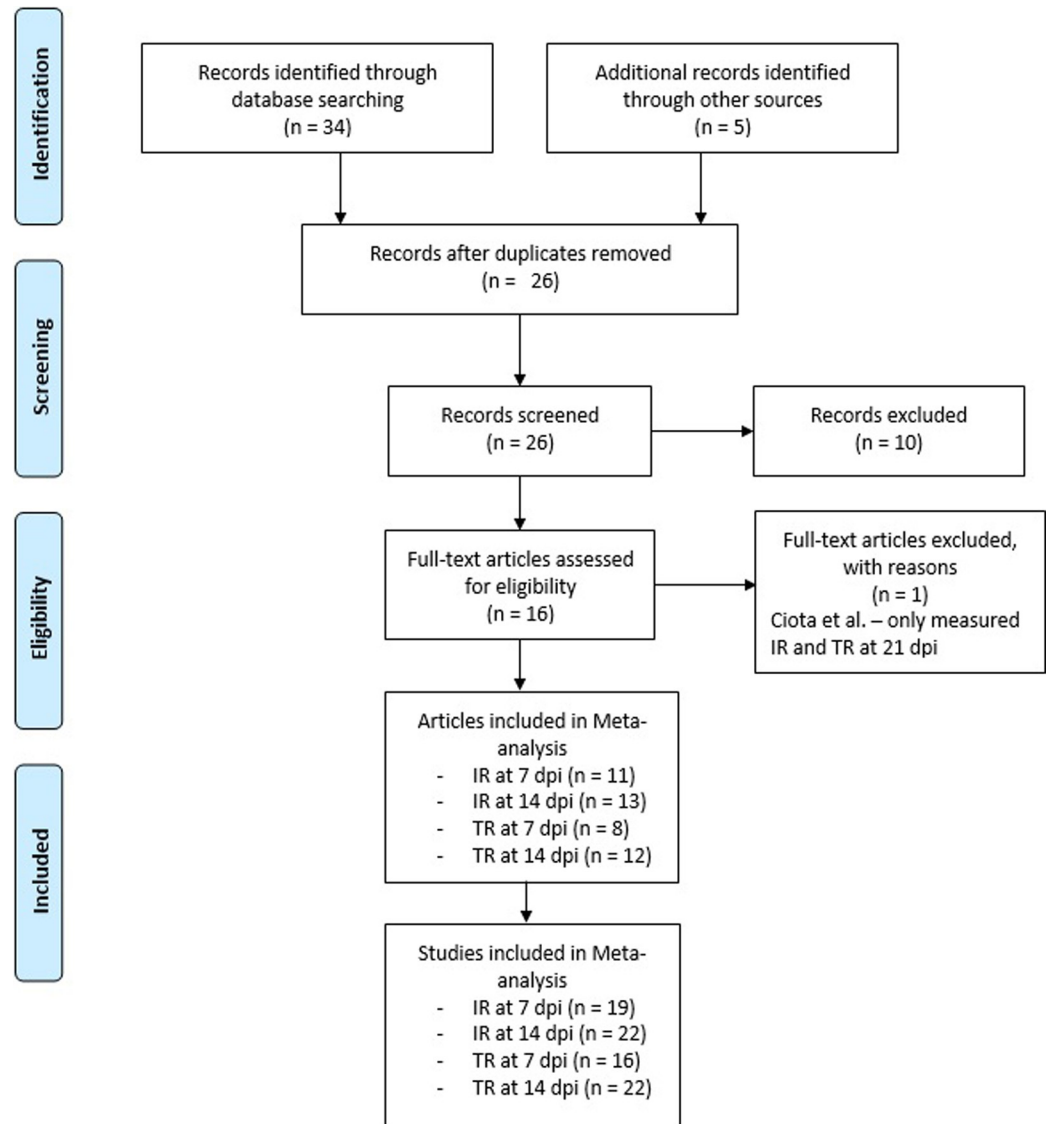 Identification
Records identified through
database searching
(n = 34)
Additional records identified
through other sources
(n = 5)
Records after duplicates removed
(n = 26)
Screening
Records screened
(n = 26)
Records excluded
(n = 10)
Eligibility
Full-text articles assessed
for eligibility
(n = 16)
Full-text articles excluded,
with reasons
(n = 1)
Ciota et al. – only measured
IR and TR at 21 dpi
Included
Articles included in Meta-
analysis
- IR at 7 dpi (n = 11)
- IR at 14 dpi (n = 13)
- TR at 7 dpi (n = 8)
- TR at 14 dpi (n = 12)
Studies included in Meta-
analysis
- IR at 7 dpi (n = 19)
- IR at 14 dpi (n = 22)
- TR at 7 dpi (n = 16)
- TR at 14 dpi (n = 22)